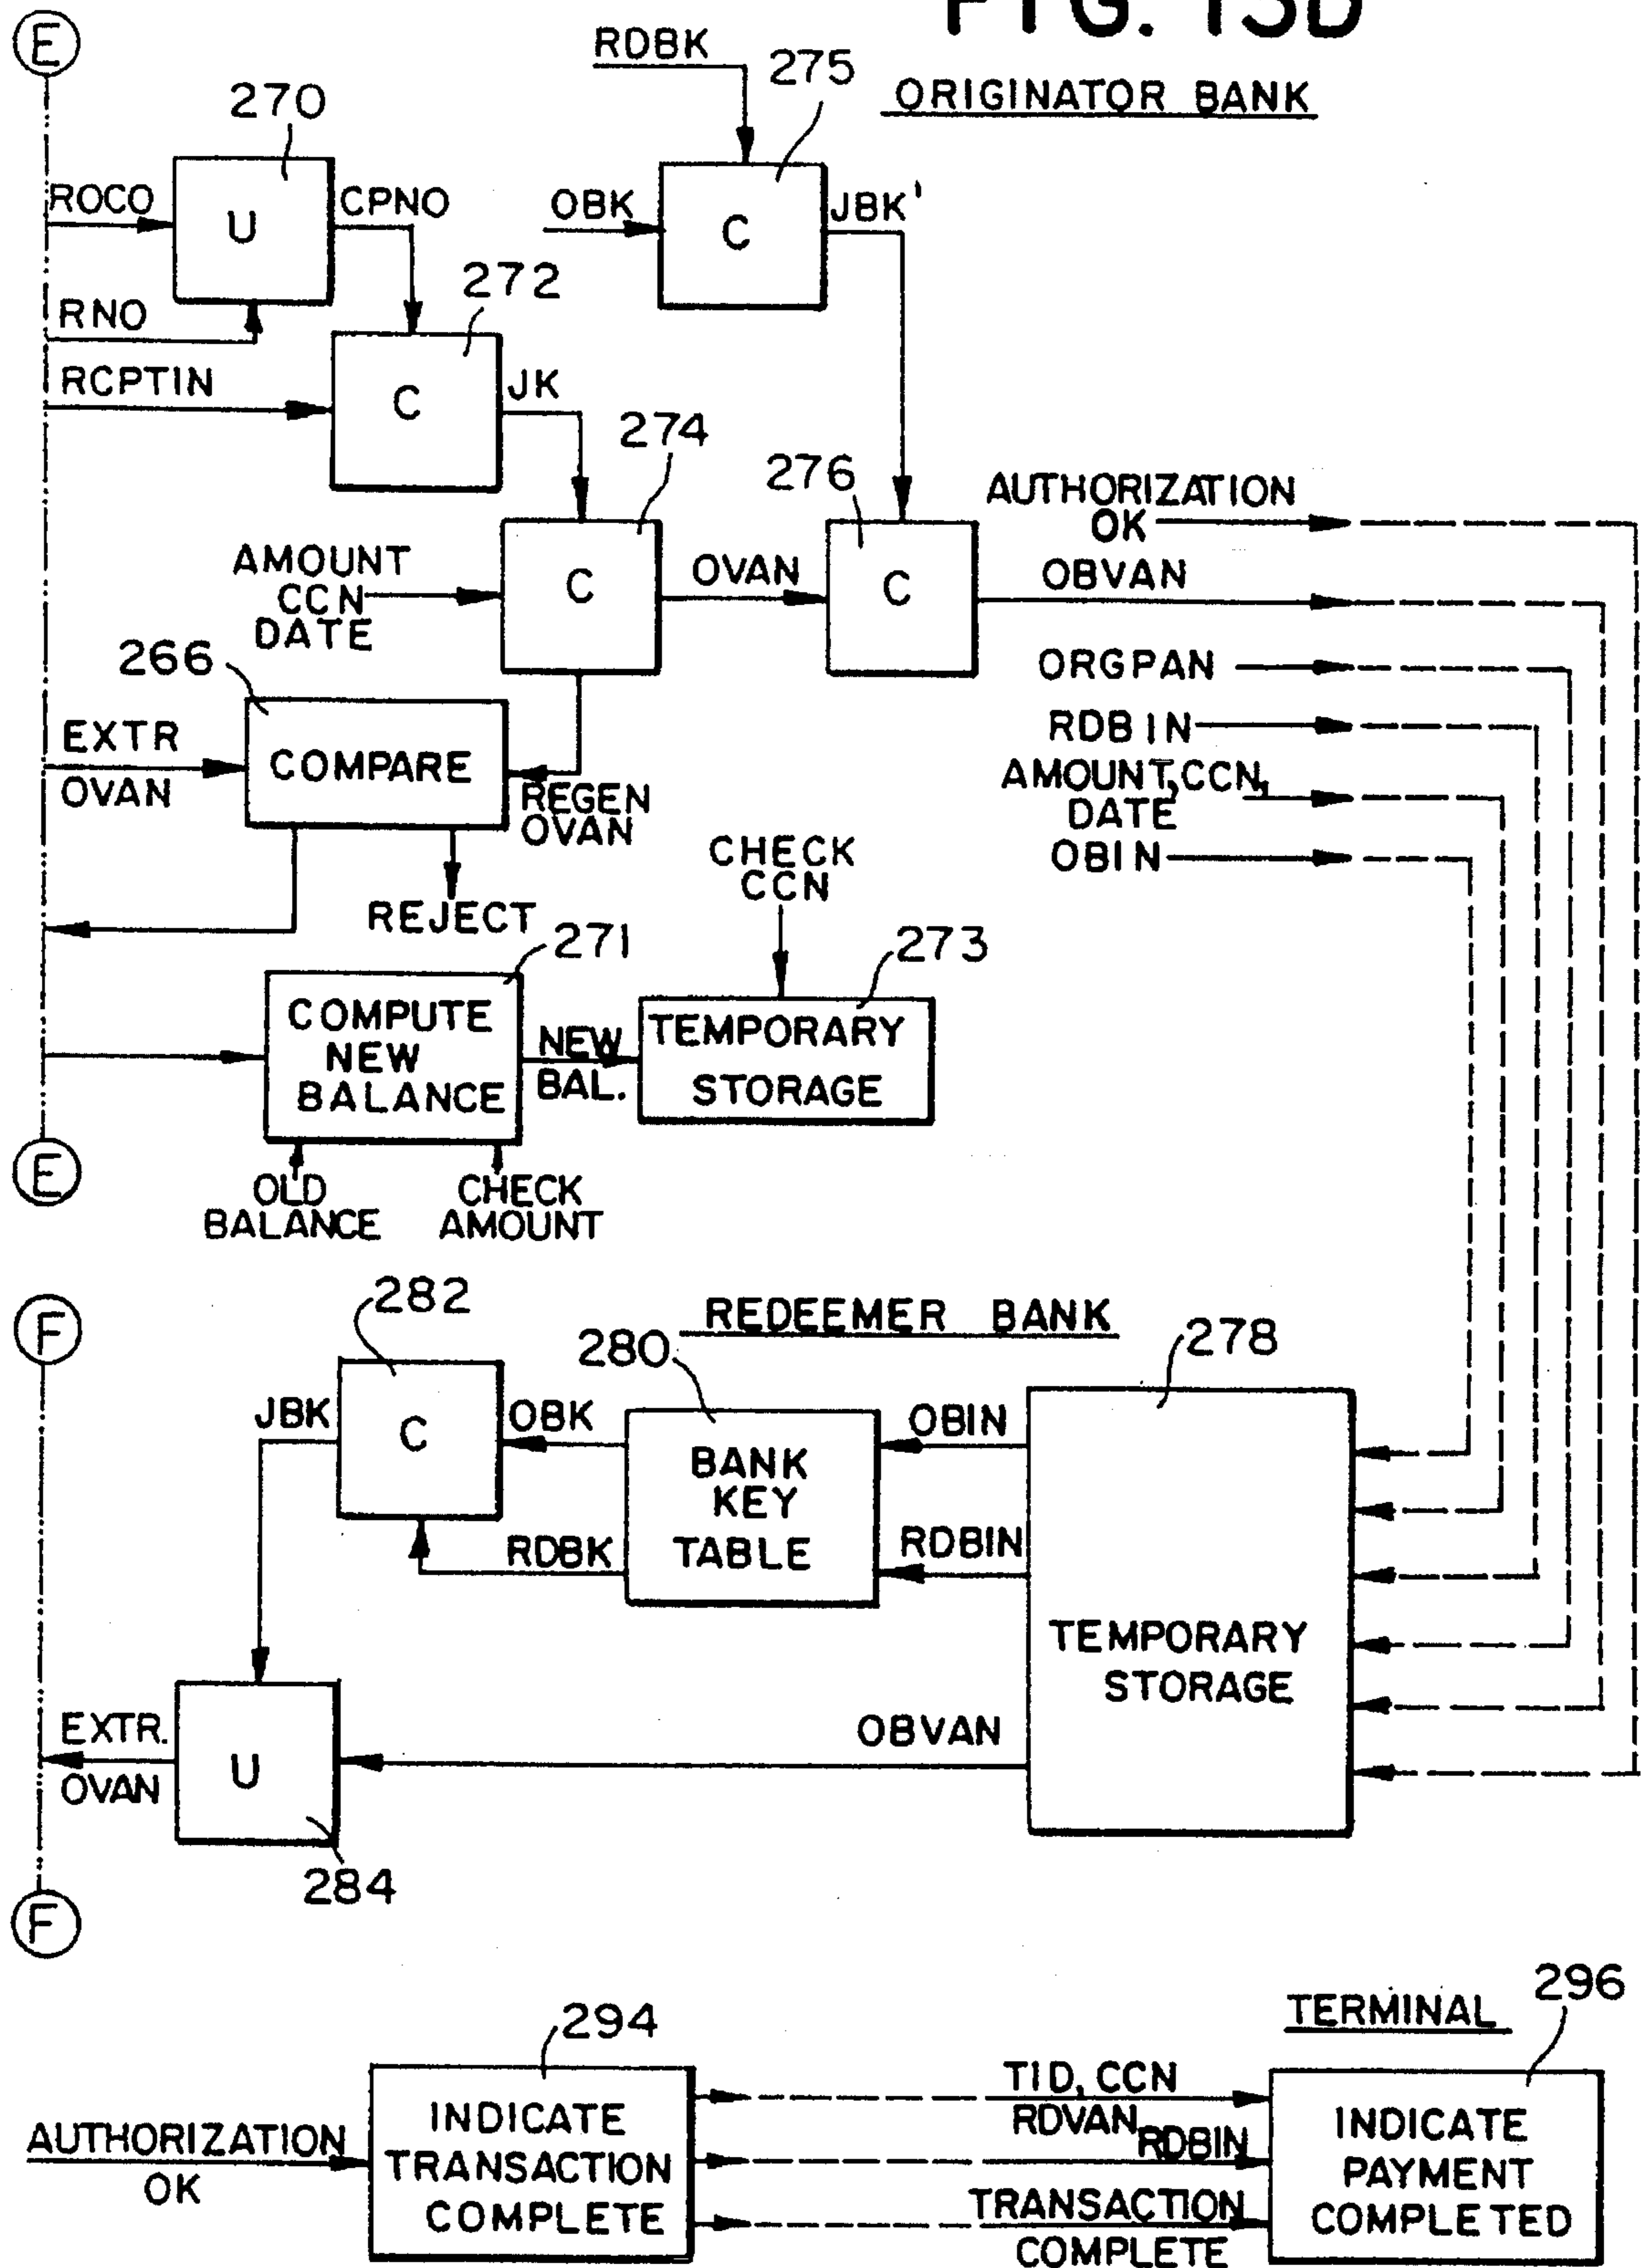 FIG. 13B
ORIGINATOR BANK
E
270
RDBK
275
ROCO
U
CPNO
OBK
C
JBK'
RNO
272
RCPTIN
C
JK
274
276
AMOUNT
CCN
DATE
C
OVAN
C
AUTHORIZATION
OK
OBVAN
ORGPAN
RDBIN
AMOUNT, CCN,
DATE
OBIN
266
EXTR
OVAN
COMPARE
REGEN
OVAN
REJECT
CHECK
CCN
271
273
COMPUTE
NEW
BALANCE
NEW
BAL.
TEMPORARY
STORAGE
E
OLD
BALANCE
CHECK
AMOUNT
F
REDEEMER BANK
282
280
278
JBK
C
OBK
BANK
KEY
TABLE
OBIN
RDBK
RDBIN
TEMPORARY
STORAGE
EXTR.
OVAN
U
OBVAN
284
F
294
TERMINAL
296
AUTHORIZATION
OK
INDICATE
TRANSACTION
COMPLETE
TID, CCN
RDVAN
RDBIN
TRANSACTION
COMPLETE
INDICATE
PAYMENT
COMPLETED